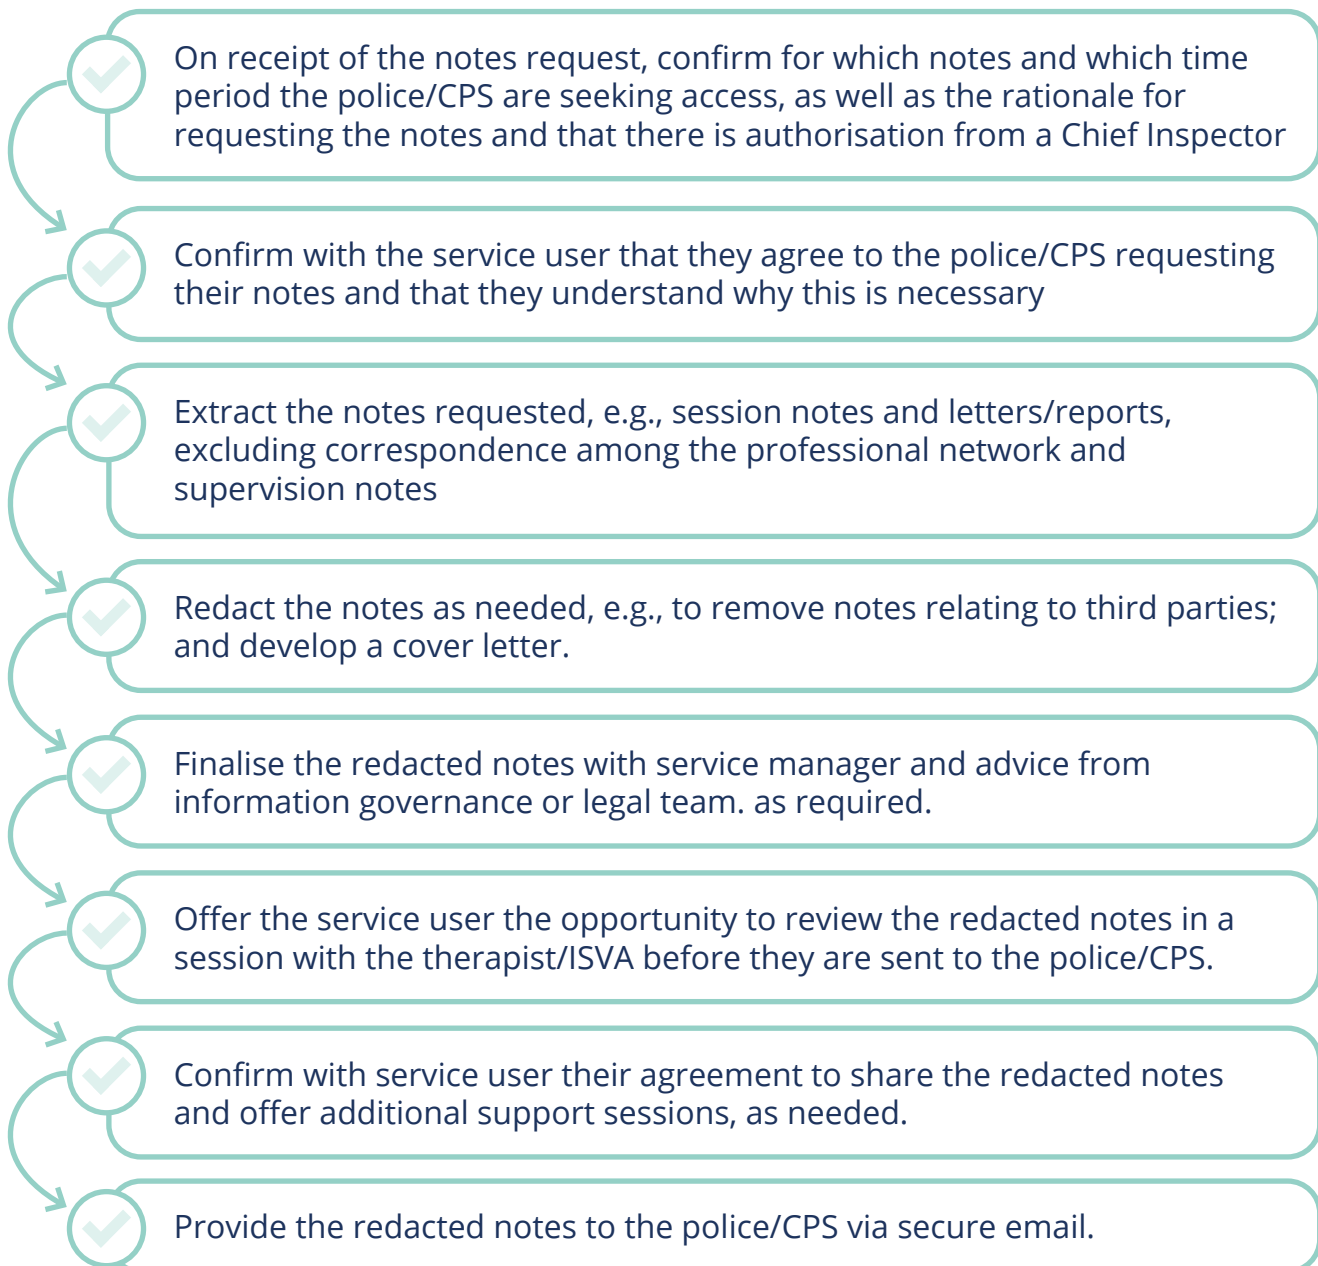 On receipt of the notes request, confirm for which notes and which time
period the police/CPS are seeking access, as well as the rationale for
requesting the notes and that there is authorisation from a Chief Inspector
Confirm with the service user that they agree to the police/CPS requesting
their notes and that they understand why this is necessary
Extract the notes requested, e.g., session notes and letters/reports,
excluding correspondence among the professional network and
supervision notes
Redact the notes as needed, e.g., to remove notes relating to third parties;
and develop a cover letter.
Finalise the redacted notes with service manager and advice from
information governance or legal team. as required.
Offer the service user the opportunity to review the redacted notes in a
session with the therapist/ISVA before they are sent to the police/CPS.
Confirm with service user their agreement to share the redacted notes
and offer additional support sessions, as needed.
Provide the redacted notes to the police/CPS via secure email.